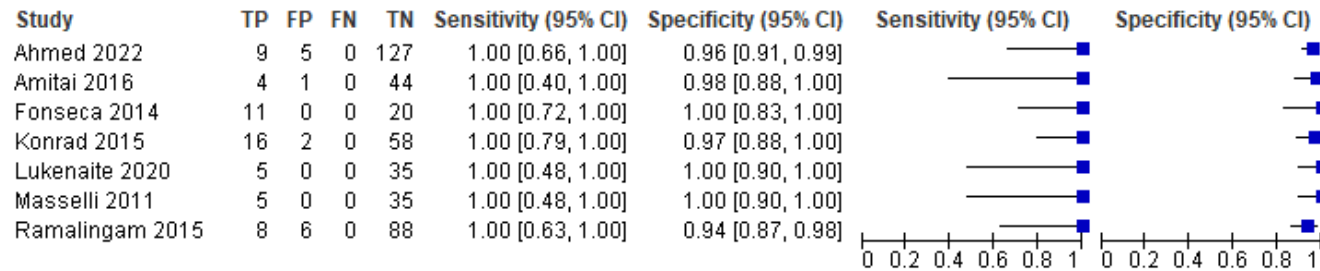 Study TP FP FN TN Sensitivity (95% CI) Specificity (95% CI) Sensitivity (95% CI) Specificity (95% CI)
Ahmed 2022 9 5 0 127 1.00 [0.66, 1.00] 0.96 [0.91, 0.99]
Amitai 2016 4 1 0 44 1.00 [0.40, 1.00] 0.98 [0.88, 1.00]
Fonseca 2014 11 0 0 20 1.00 [0.72, 1.00] 1.00 [0.83, 1.00]
Konrad 2015 16 2 0 58 1.00 [0.79, 1.00] 0.97 [0.88, 1.00]
Lukenaite 2020 5 0 0 35 1.00 [0.48, 1.00] 1.00 [0.90, 1.00]
Masselli 2011 5 0 0 35 1.00 [0.48, 1.00] 1.00 [0.90, 1.00]
Ramalingam 2015 8 6 0 88 1.00 [0.63, 1.00] 0.94 [0.87, 0.98]
0 0.2 0.4 0.6 0.8 1 0 0.2 0.4 0.6 0.8 1